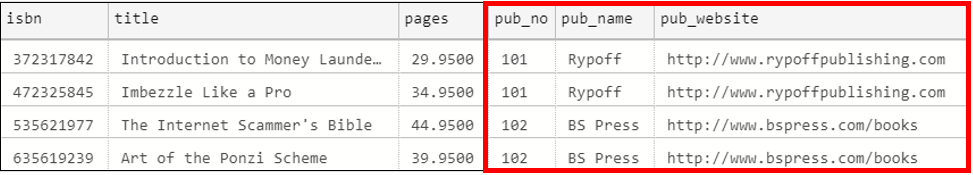 isbn title pages pub_no pub_name pub_website
372317842 Introduction to Money Launde… 29.9500 101 Rypoff http://www.rypoffpublishing.com
472325845 Imbezzle Like a Pro 34.9500 101 Rypoff http://www.rypoffpublishing.com
535621977 The Internet Scammer's Bible 44.9500 102 BS Press http://www.bspress.com/books
635619239 Art of the Ponzi Scheme 39.9500 102 BS Press http://www.bspress.com/books